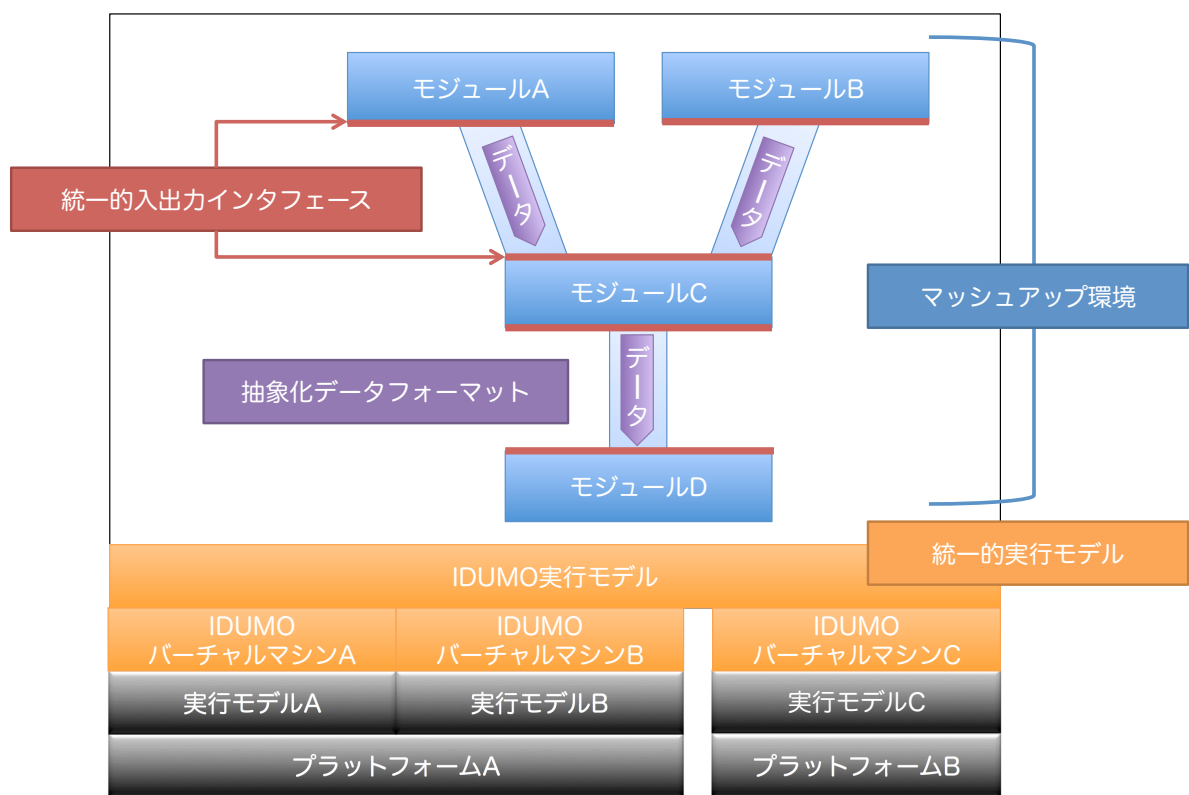 モジュールA
モジュールB
データ
データ
統一的入出力インタフェース
モジュールC
マッシュアップ環境
データ
抽象化データフォーマット
モジュールD
統一的実行モデル
IDUMO実行モデル
IDUMO
バーチャルマシンA
IDUMO
バーチャルマシンB
IDUMO
バーチャルマシンC
実行モデルA
実行モデルB
実行モデルC
プラットフォームA
プラットフォームB